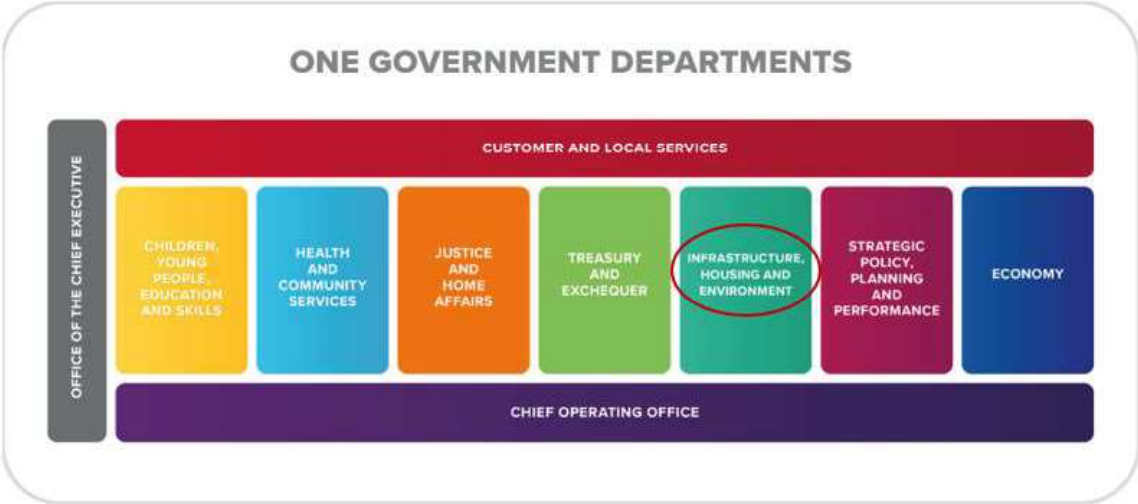 ONE GOVERNMENT DEPARTMENTS
OFFICE OF THE CHIEF EXECUTIVE
CUSTOMER AND LOCAL SERVICES
CHILDREN,
YOUNG
PEOPLE,
EDUCATION
AND SKILLS
HEALTH
AND
COMMUNITY
SERVICES
JUSTICE
AND
HOME
AFFAIRS
TREASURY
AND
EXCHEQUER
INFRASTRUCTURE,
HOUSING AND
ENVIRONMENT
STRATEGIC
POLICY,
PLANNING
AND
PERFORMANCE
ECONOMY
CHIEF OPERATING OFFICE